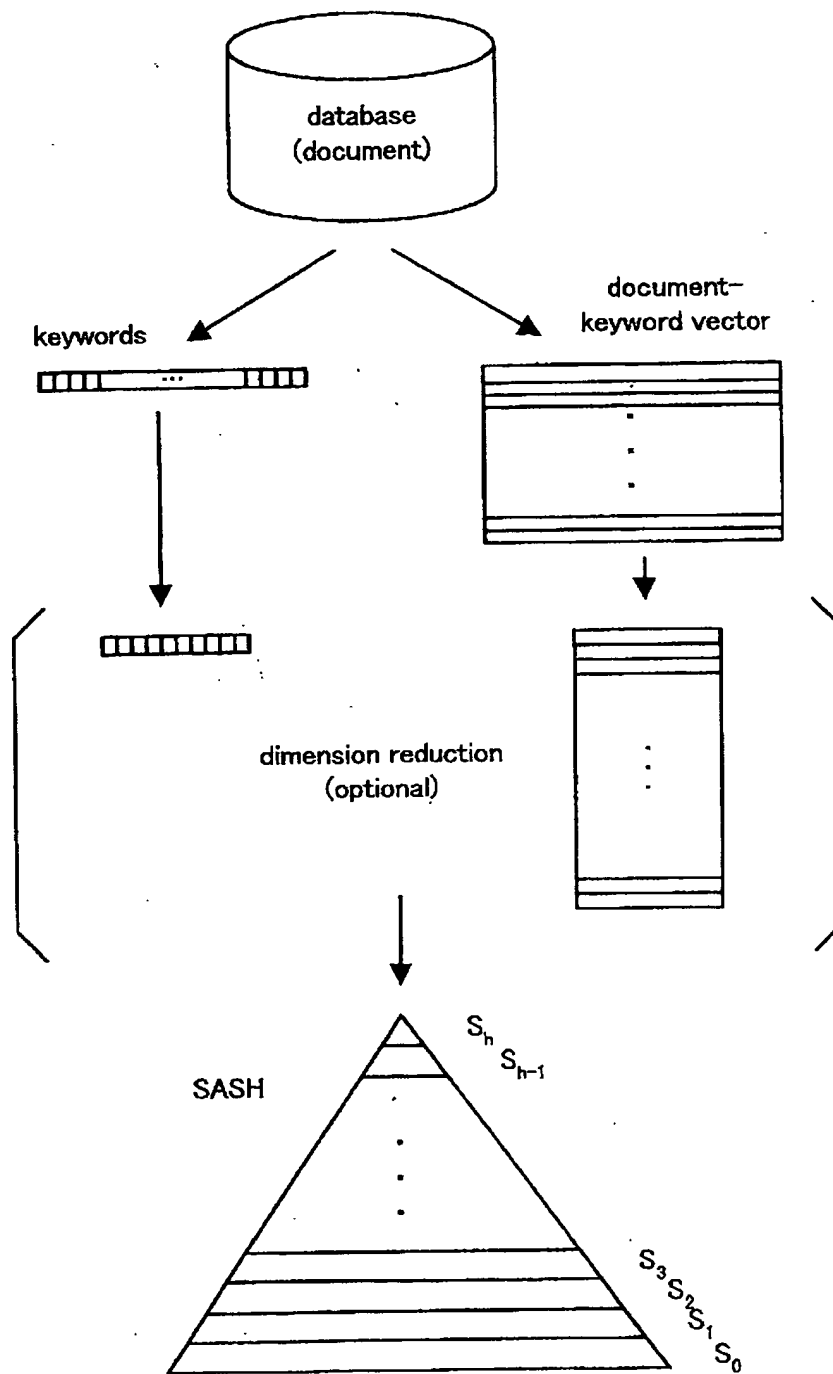 database
(document)
document-
keyword vector
keywords
...
dimension reduction
(optional)
SASH
Sₕ
Sₕ₋₁
S₃
S₂
S₁
S₀